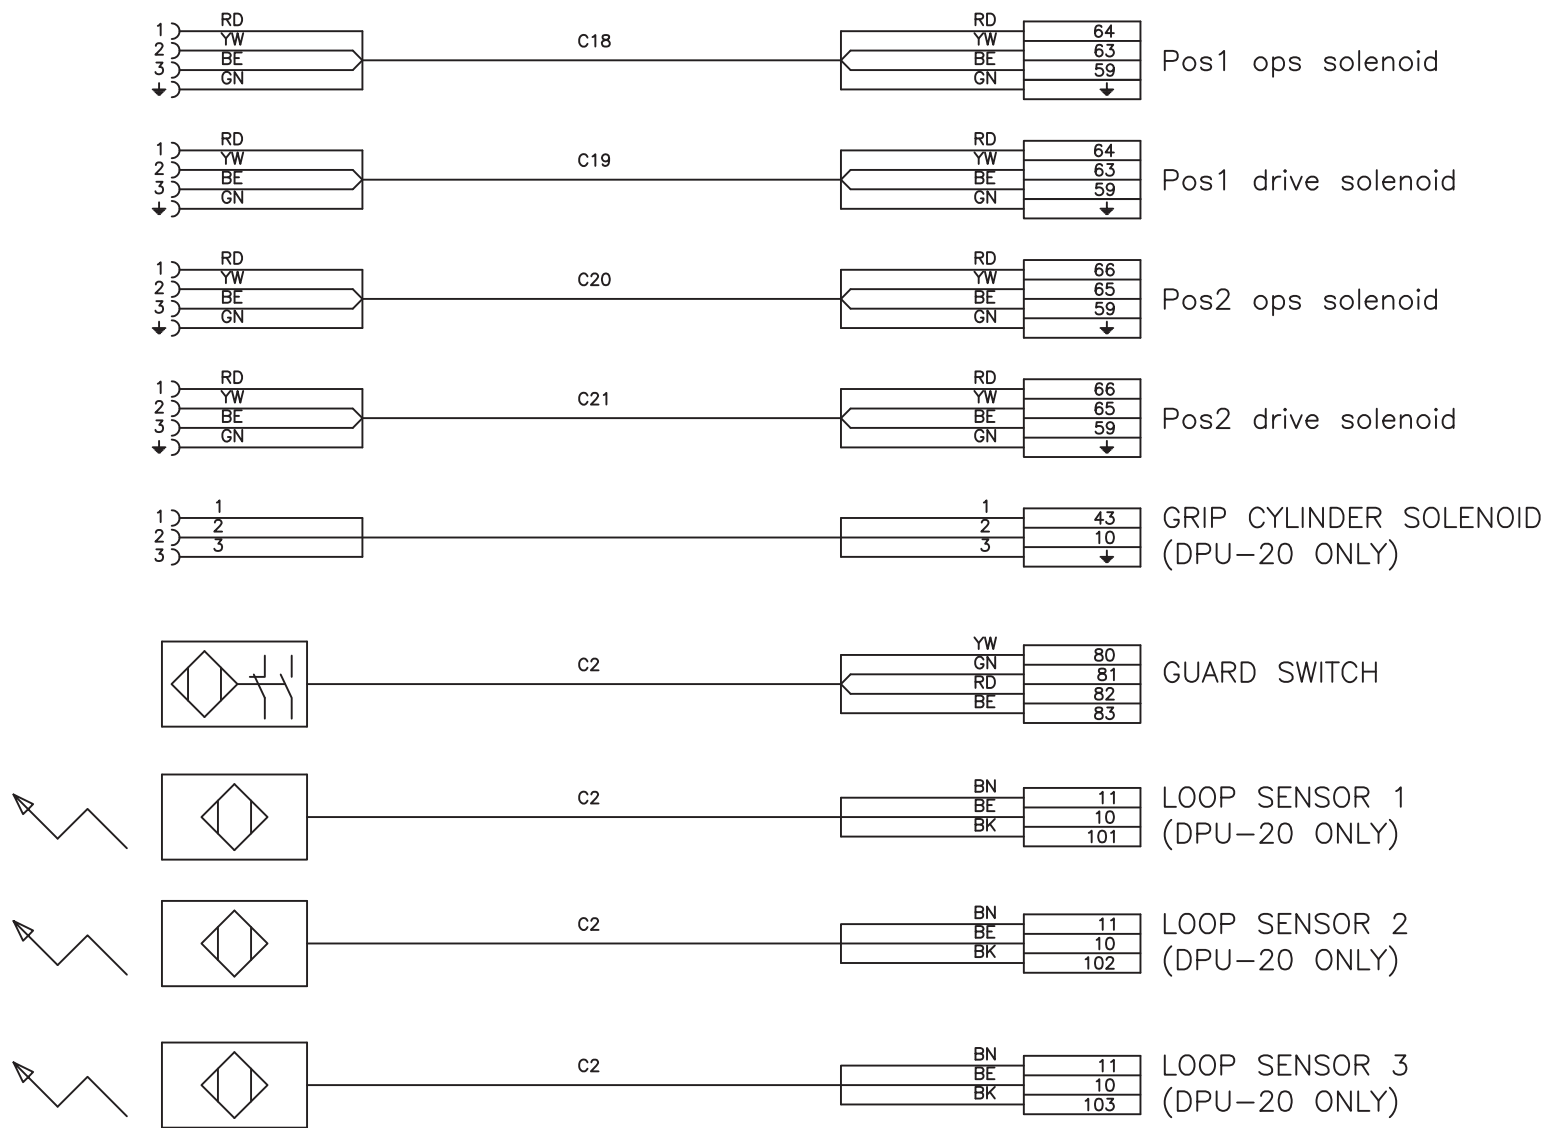 RD RD
1 64
YW C18 YW
2 63 Pos1 ops solenoid
BE BE
3 59
GN GN
RD RD
1 64
YW C19 YW
2 63 Pos1 drive solenoid
BE BE
3 59
GN GN
RD RD
1 66
YW C20 YW
2 65 Pos2 ops solenoid
BE BE
3 59
GN GN
RD RD
1 66
YW C21 YW
2 65 Pos2 drive solenoid
BE BE
3 59
GN GN
1 1
1 43 GRIP CYLINDER SOLENOID
2 2
2 10
3 3
3 (DPU-20 ONLY)
YW
80
C2 GN
81 GUARD SWITCH
RD
82
BE
83
BN
C2 11 LOOP SENSOR 1
BE
10
BK
101 (DPU-20 ONLY)
BN
C2 11 LOOP SENSOR 2
BE
10
BK
102 (DPU-20 ONLY)
BN
C2 11 LOOP SENSOR 3
BE
10
BK
103 (DPU-20 ONLY)